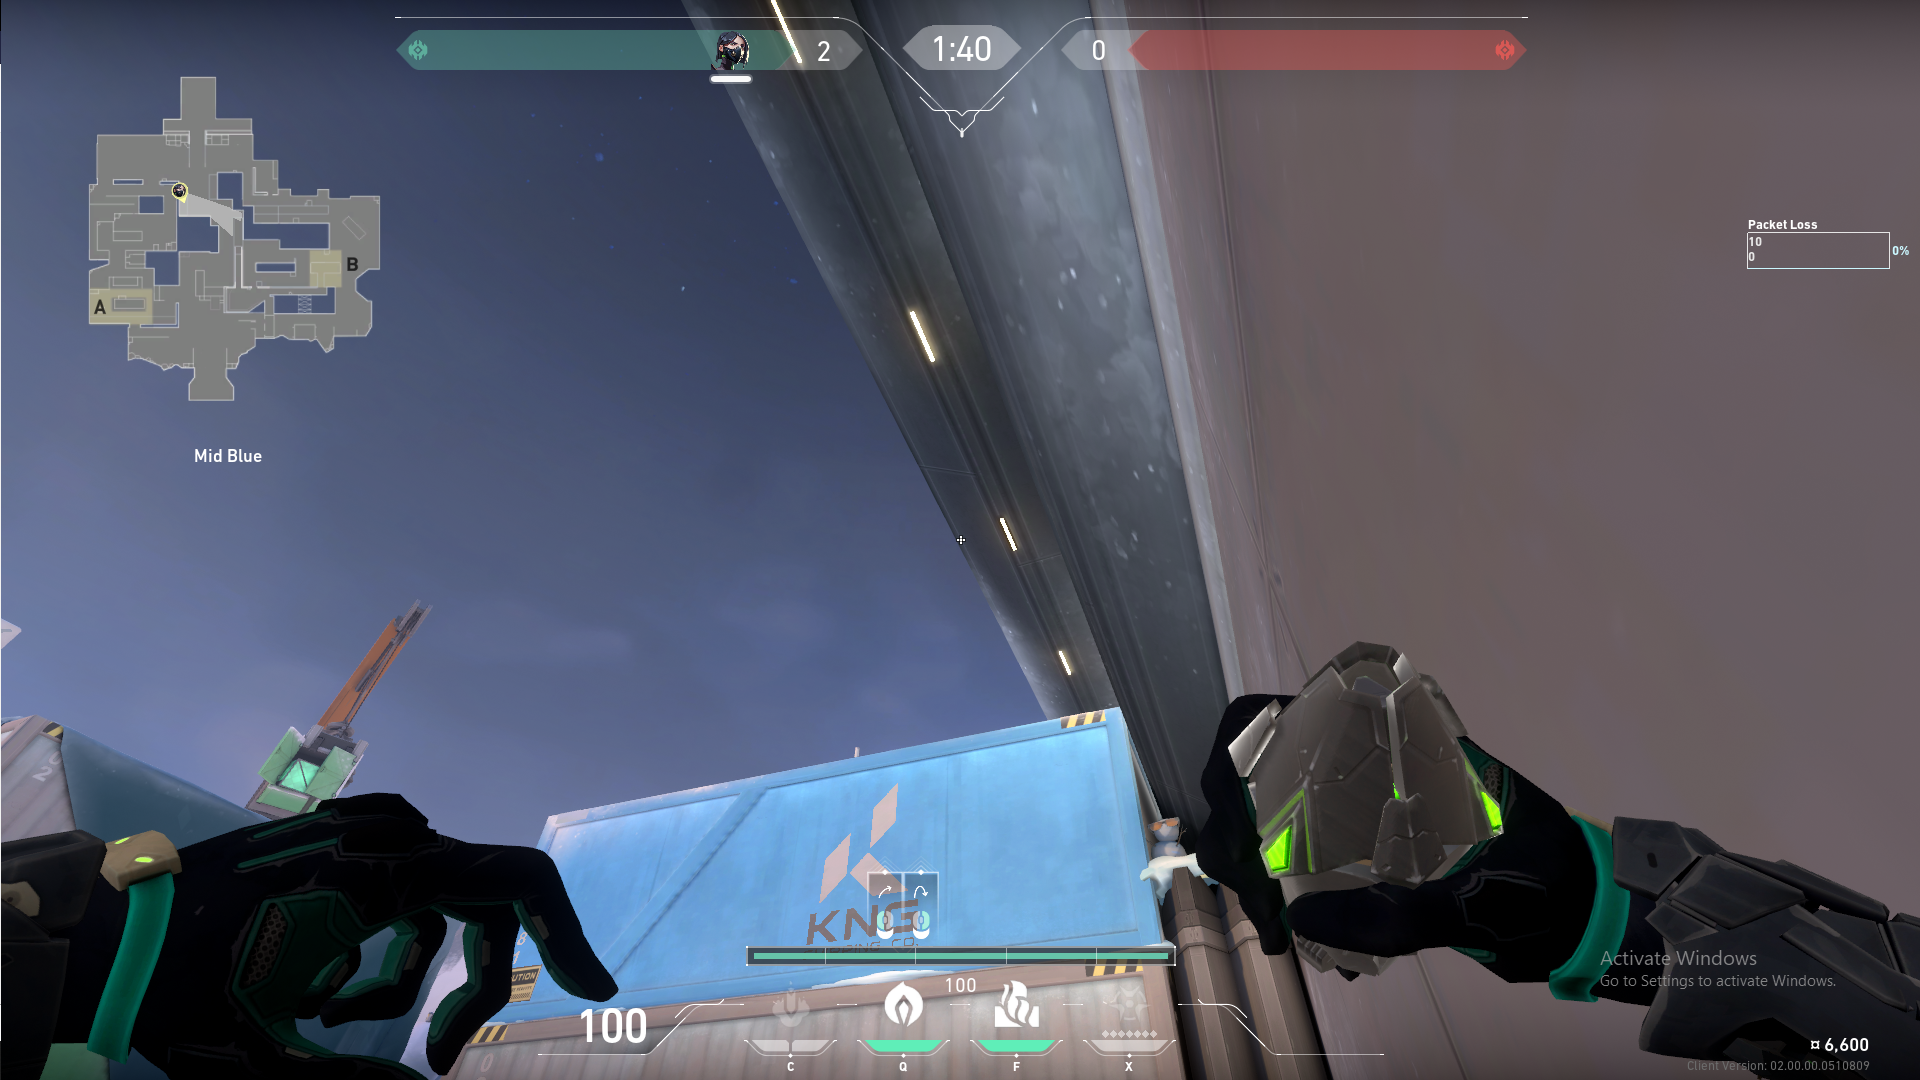 2
1:40
0
B
A
Mid Blue
Packet Loss
10
0
0%
KNG
CO.
100
100
C
Q
F
X
Activate Windows
Go to Settings to activate Windows.
¤ 6,600
Client Version: 02.00.00.0510809